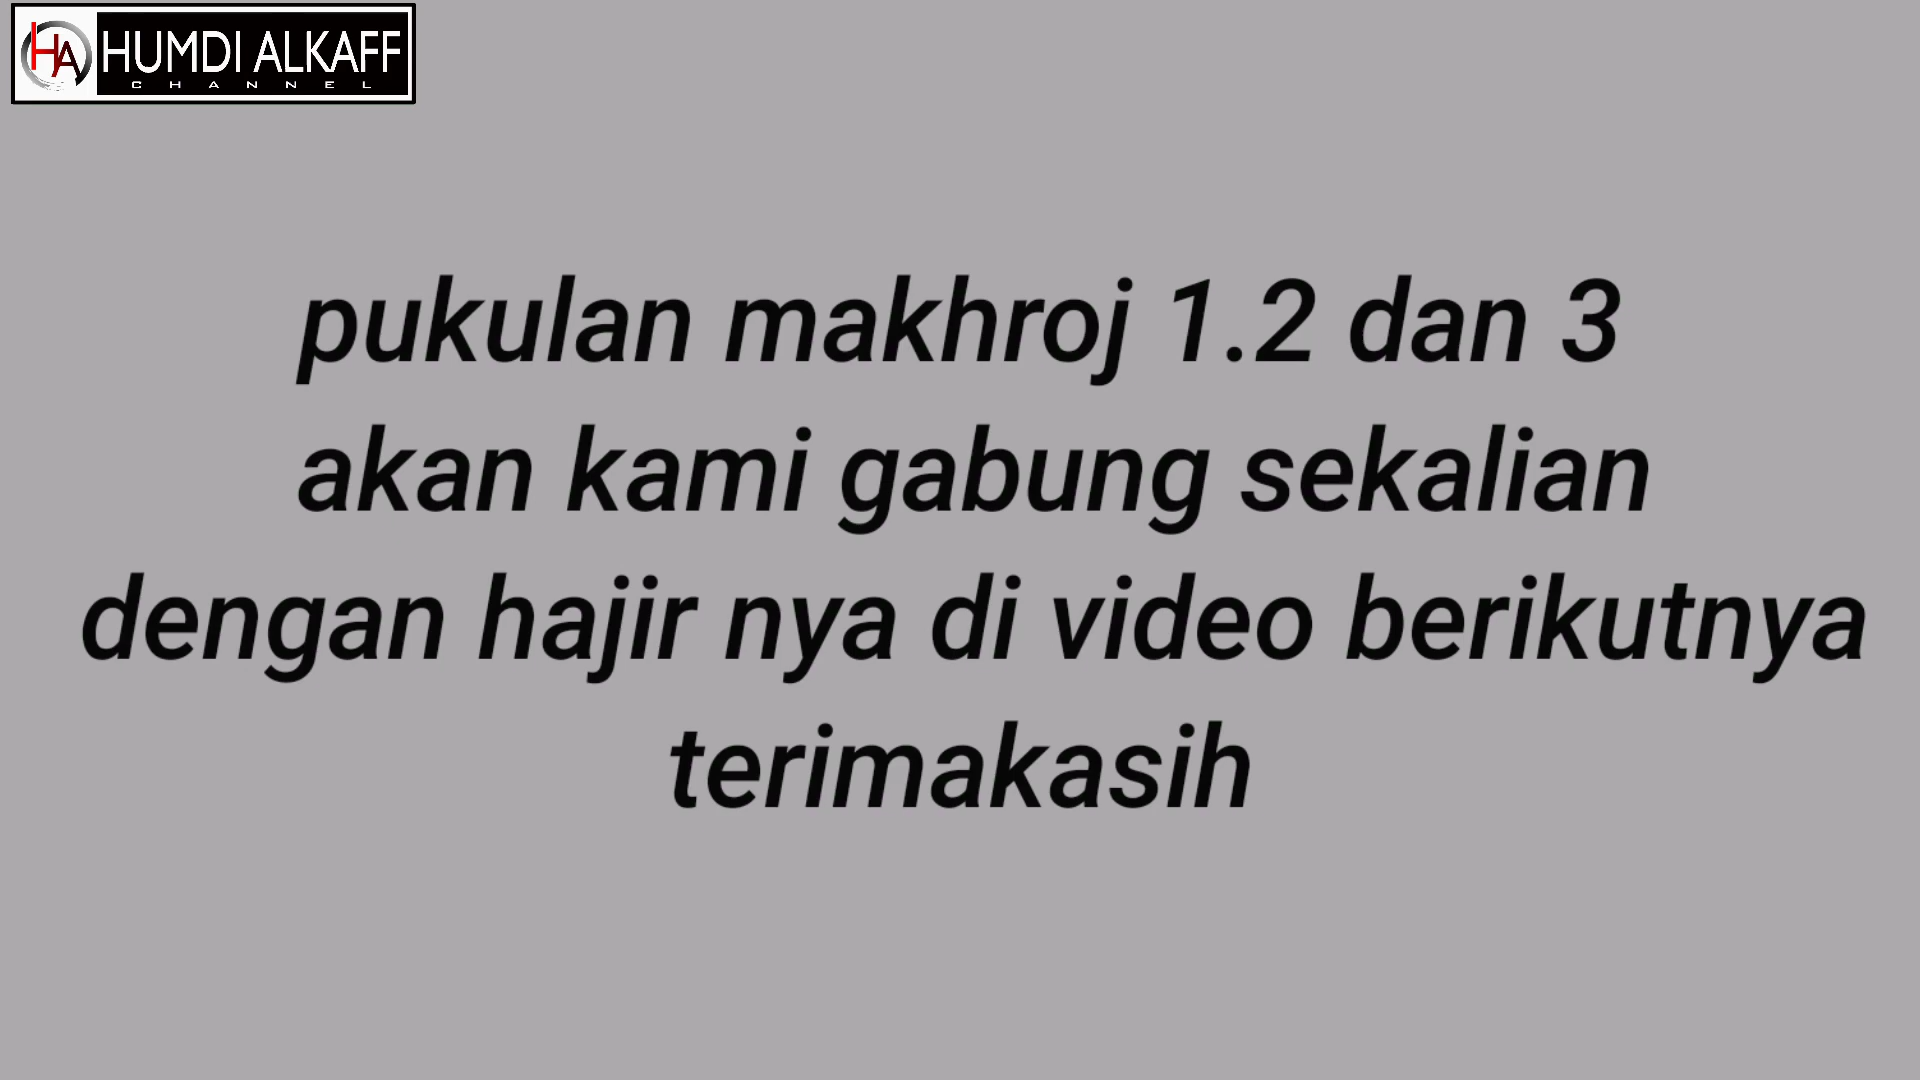 HA HUMDI ALKAFF
CHANNEL
pukulan makhroj 1.2 dan 3
akan kami gabung sekalian
dengan hajir nya di video berikutnya
terimakasih